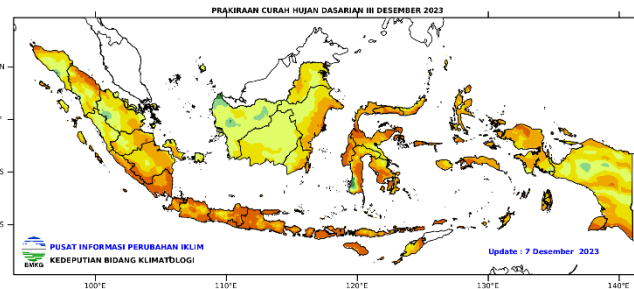 PRAKIRAAN CURAH HUJAN DASARIAN III DESEMBER 2023
N
S
S
PUSAT INFORMASI PERUBAHAN IKLIM
Update : 7 Desember 2023
BMKG
KEDEPUTIAN BIDANG KLIMATOLOGI
100°E 110°E 120°E 130°E 140°E